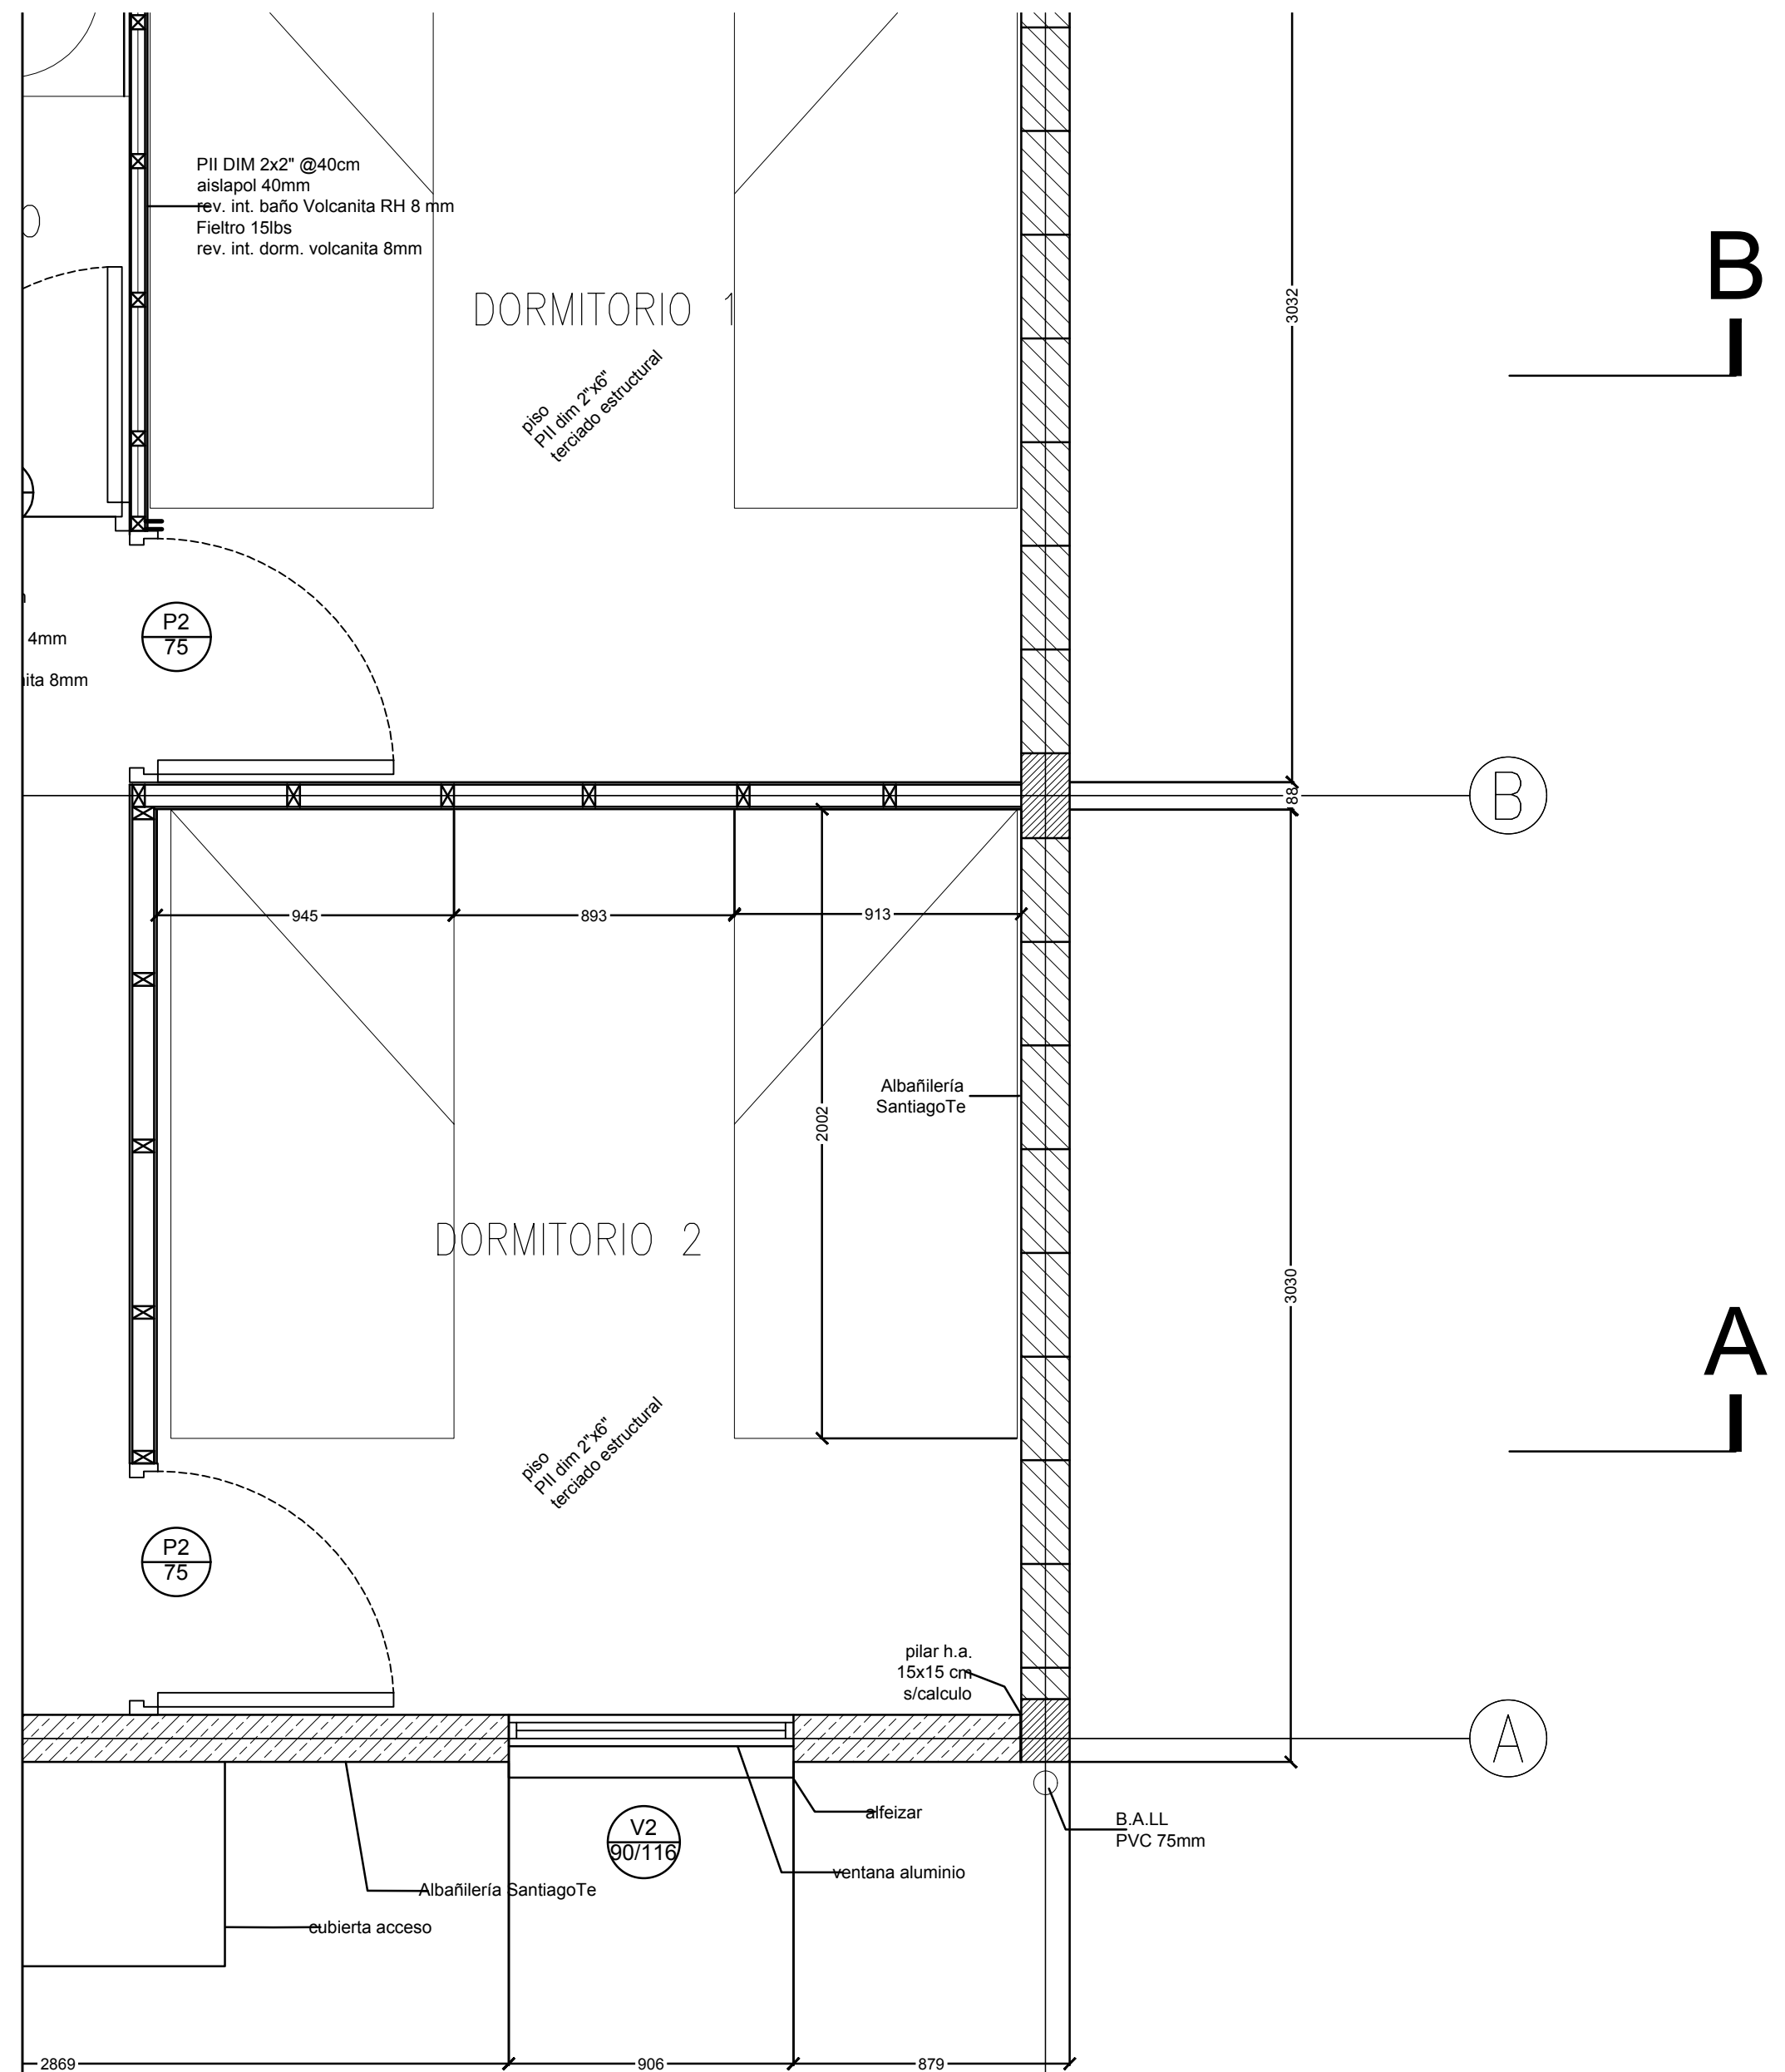 PII DIM 2x2" @40cm
aislapol 40mm
rev. int. baño Volcanita RH 8 mm
Fieltro 15lbs
rev. int. dorm. volcanita 8mm
B
DORMITORIO 1
3032
piso
PII dim 2"x6"
terciado estructural
P2
75
4mm
8mm
88
B
945
893
913
Albañilería
SantiagoTe
2002
DORMITORIO 2
3030
A
piso
PII dim 2"x6"
terciado estructural
P2
75
pilar h.a.
15x15 cm
s/calculo
A
alfeizar
V2
90/116
B.A.LL
PVC 75mm
ventana aluminio
Albañilería SantiagoTe
cubierta acceso
2869
906
879